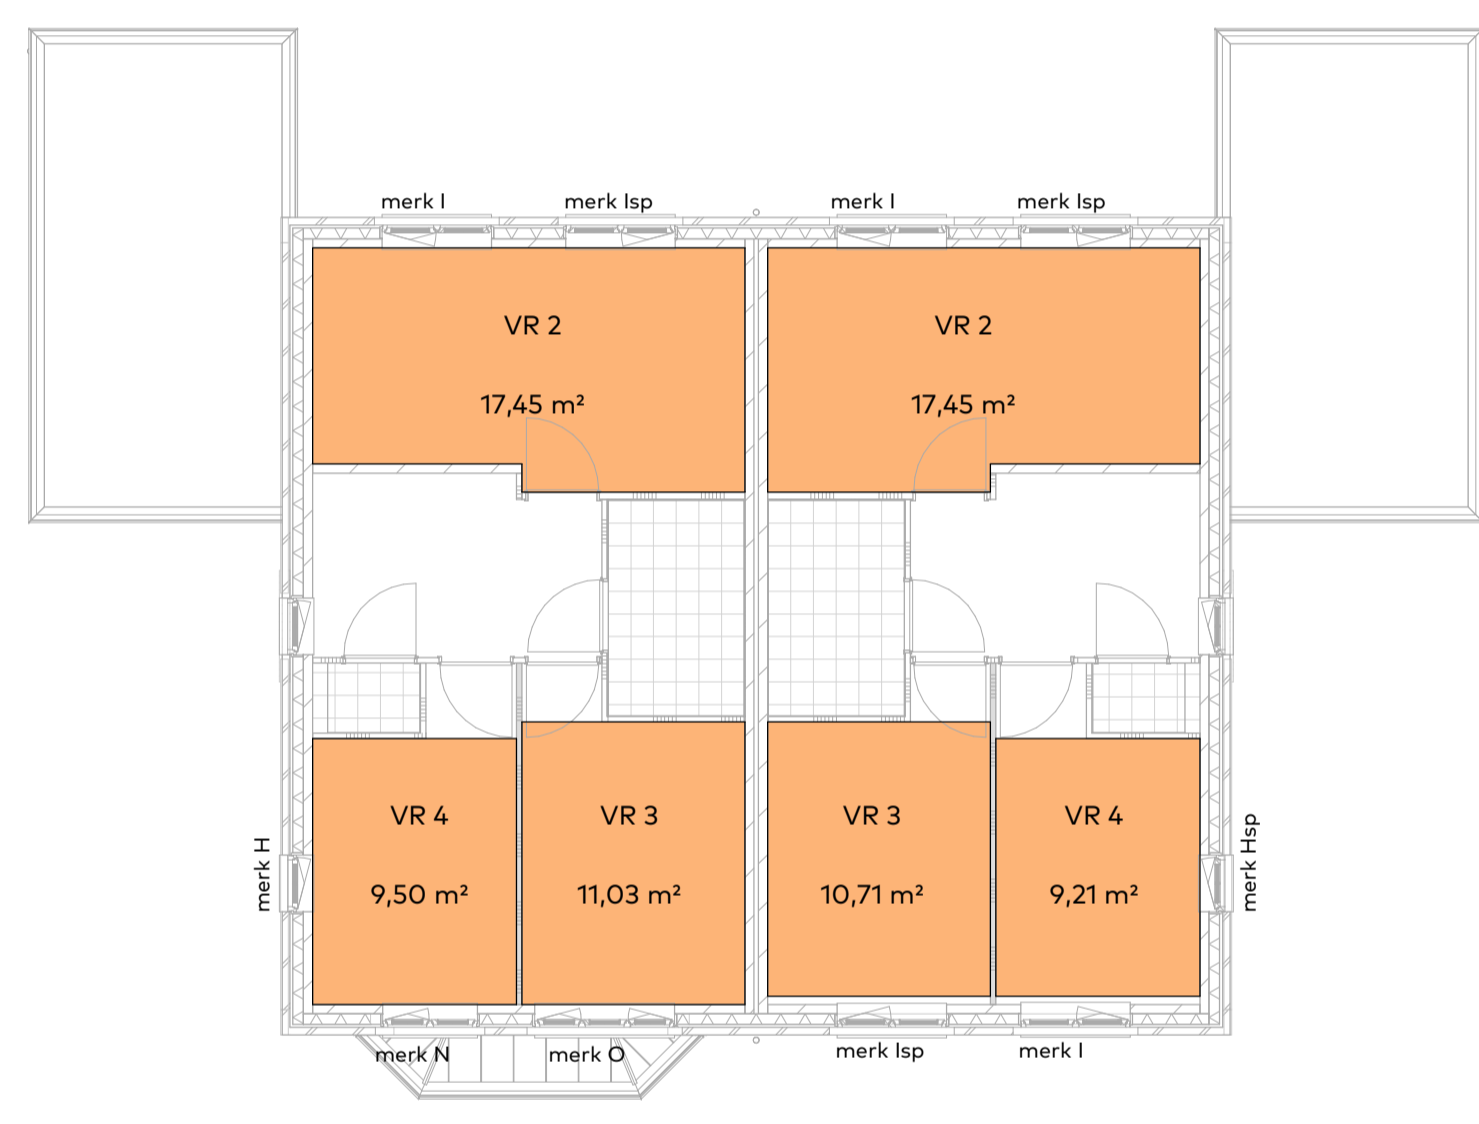 merk I
merk Isp
merk I
merk Isp
VR 2
17,45 m²
VR 2
17,45 m²
merk H
VR 4
9,50 m²
VR 3
11,03 m²
VR 3
10,71 m²
VR 4
9,21 m²
merk Hsp
merk N
merk O
merk Isp
merk I